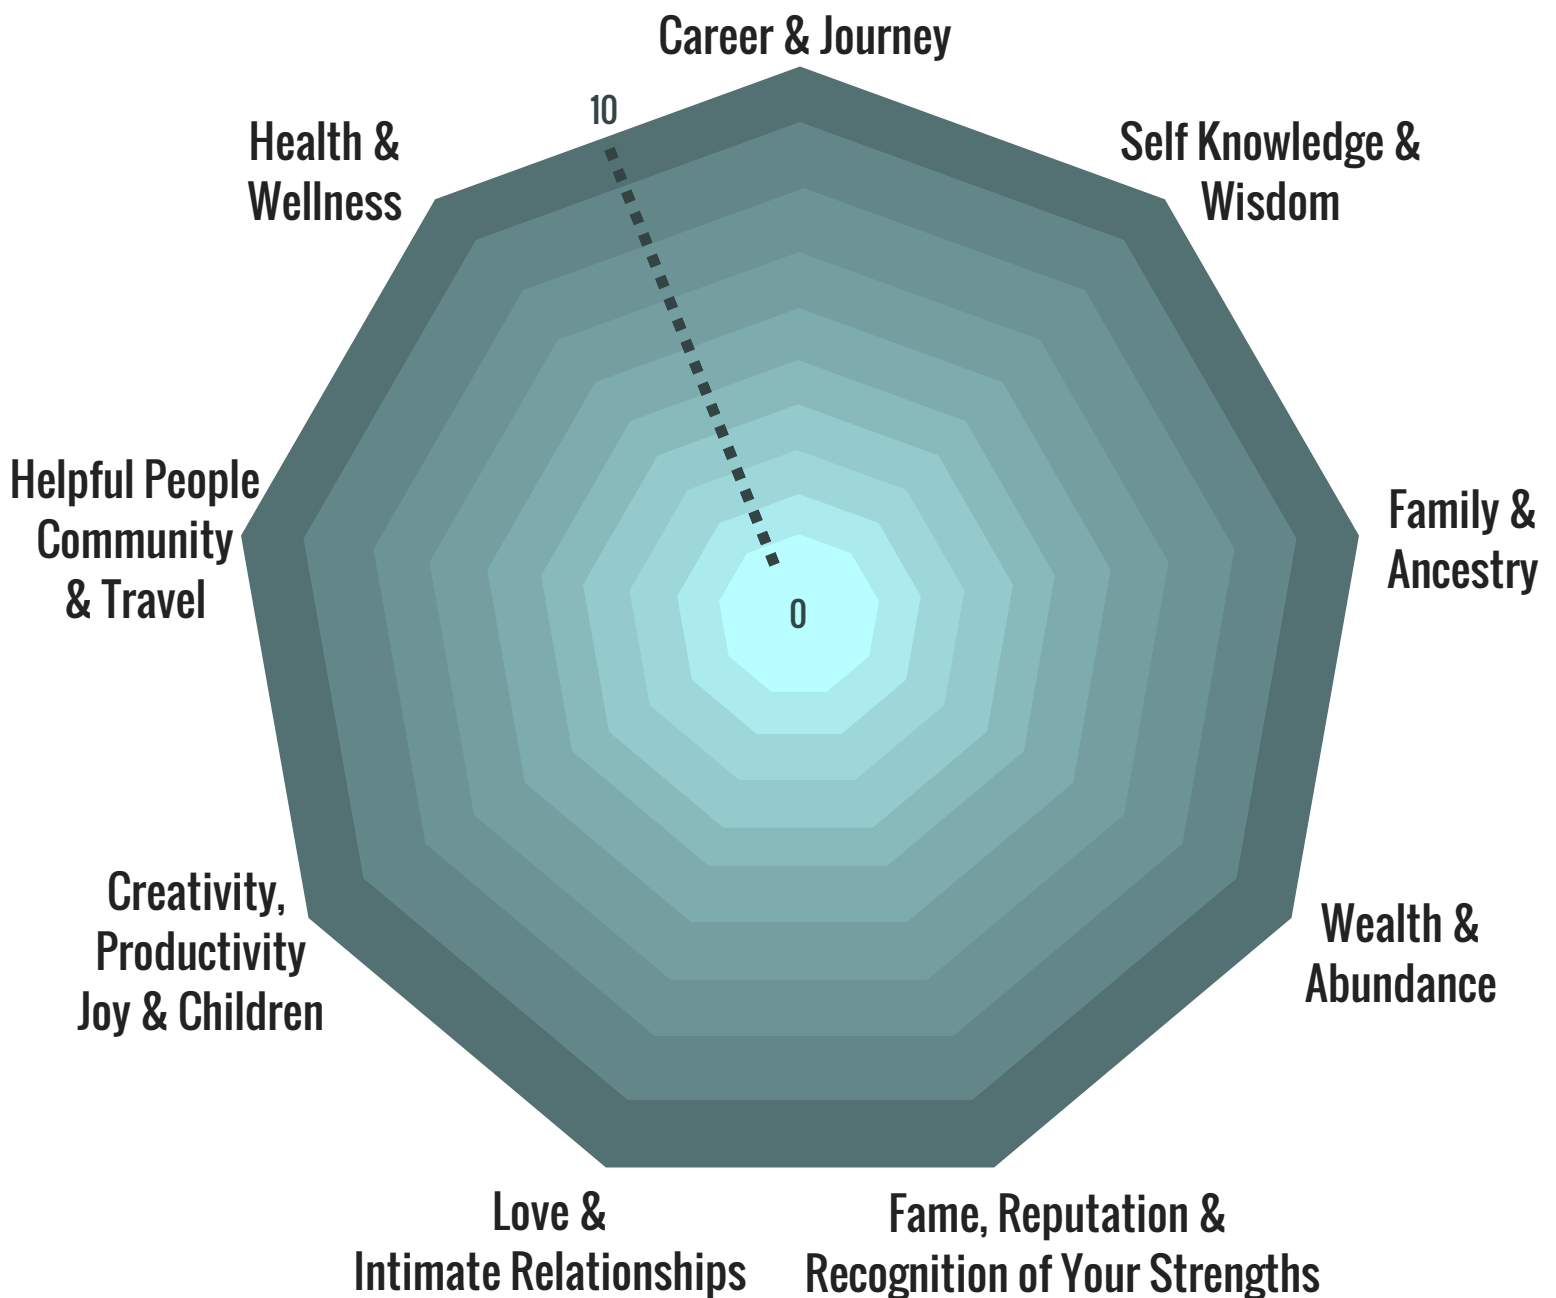 Career & Journey
10
Health &
Wellness
Self Knowledge &
Wisdom
Helpful People
Community
& Travel
Family &
Ancestry
0
Creativity,
Productivity
Joy & Children
Wealth &
Abundance
Love &
Intimate Relationships
Fame, Reputation &
Recognition of Your Strengths